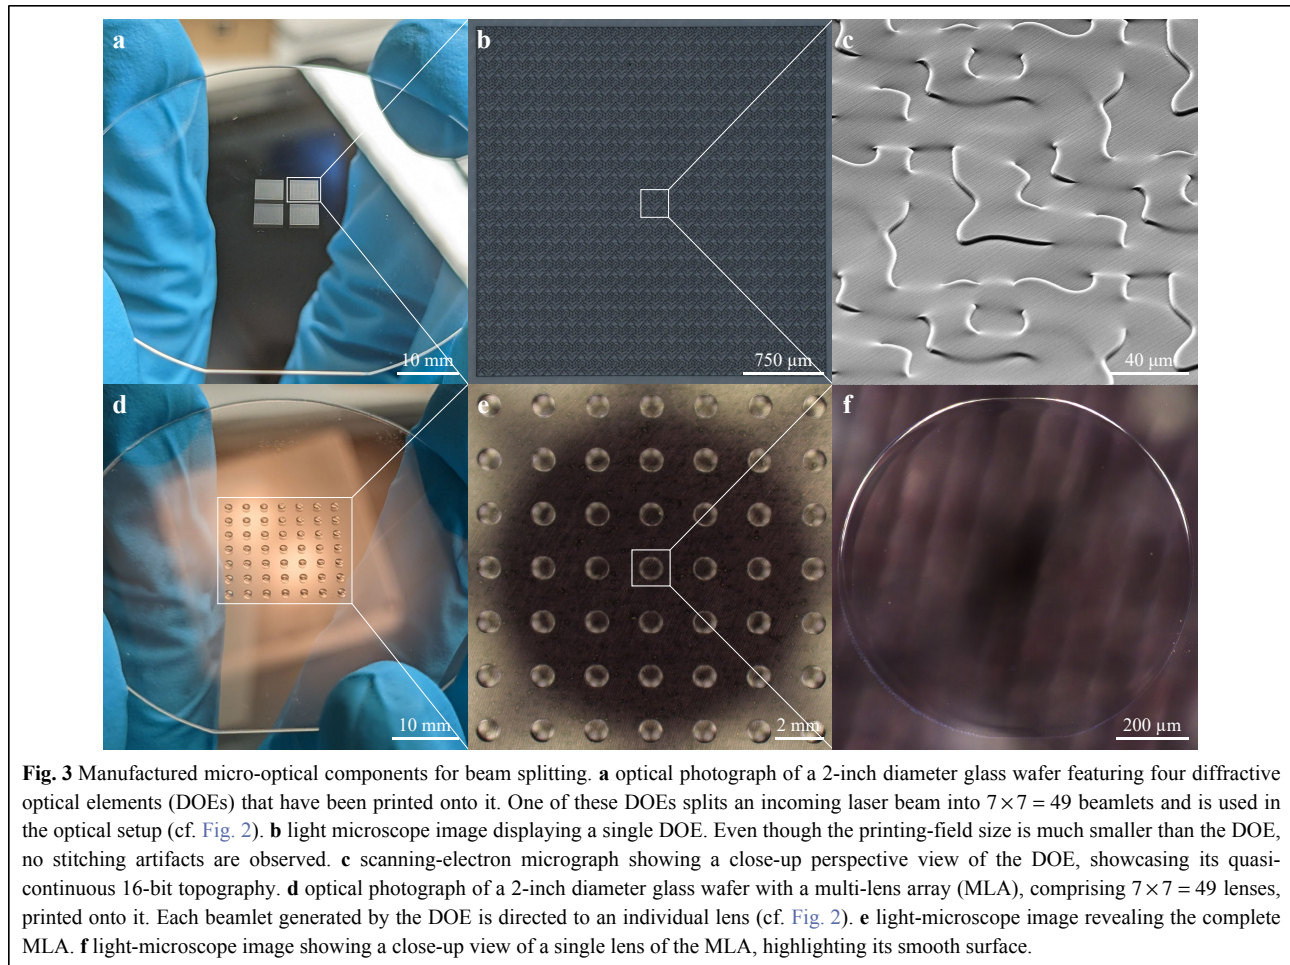 a
b
c
10 mm
750 µm
40 µm
d
e
f
10 mm
2 mm
200 µm
Fig. 3 Manufactured micro-optical components for beam splitting. a optical photograph of a 2-inch diameter glass wafer featuring four diffractive
optical elements (DOEs) that have been printed onto it. One of these DOEs splits an incoming laser beam into 7 × 7 = 49 beamlets and is used in
the optical setup (cf. Fig. 2). b light microscope image displaying a single DOE. Even though the printing-field size is much smaller than the DOE,
no stitching artifacts are observed. c scanning-electron micrograph showing a close-up perspective view of the DOE, showcasing its quasi-
continuous 16-bit topography. d optical photograph of a 2-inch diameter glass wafer with a multi-lens array (MLA), comprising 7 × 7 = 49 lenses,
printed onto it. Each beamlet generated by the DOE is directed to an individual lens (cf. Fig. 2). e light-microscope image revealing the complete
MLA. f light-microscope image showing a close-up view of a single lens of the MLA, highlighting its smooth surface.